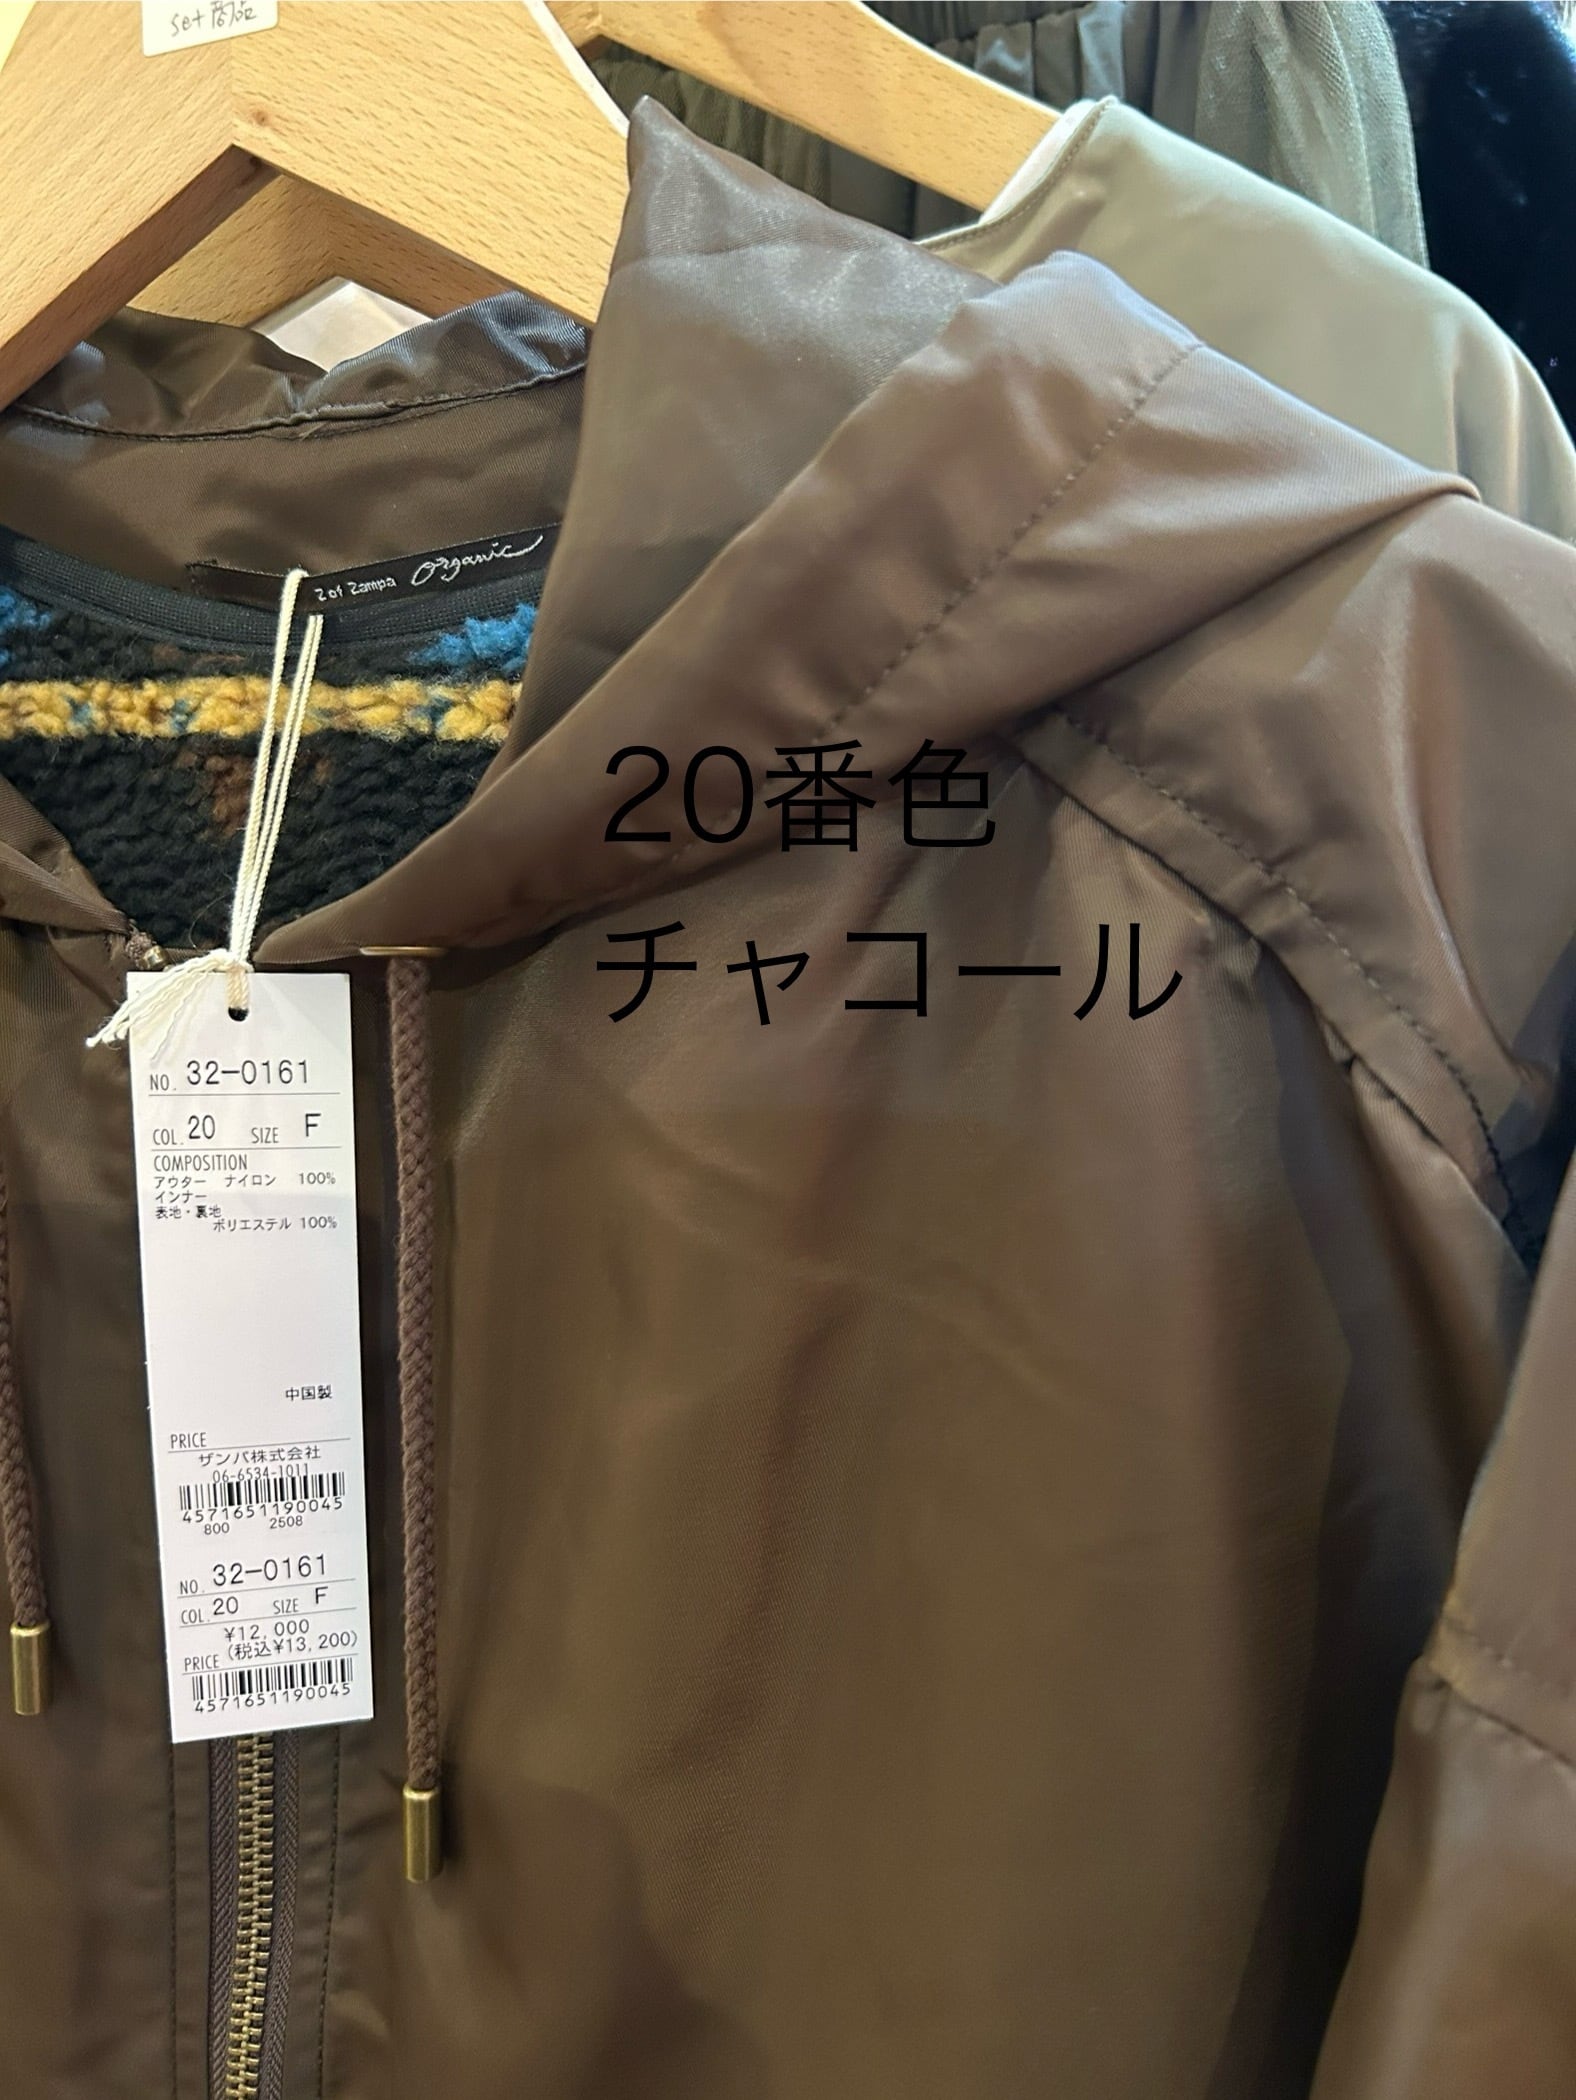 set商品
Z of Zampa Organic
20番色
チャコール
NO. 32-0161
COL. 20 SIZE F
COMPOSITION
アウター ナイロン 100%
インナー
表地・裏地
ポリエステル 100%
中国製
PRICE
ザンパ株式会社
06-6534-1011
4571651190045
800 2508
NO. 32-0161
COL. 20 SIZE F
¥12,000
PRICE (税込¥13,200)
4571651190045